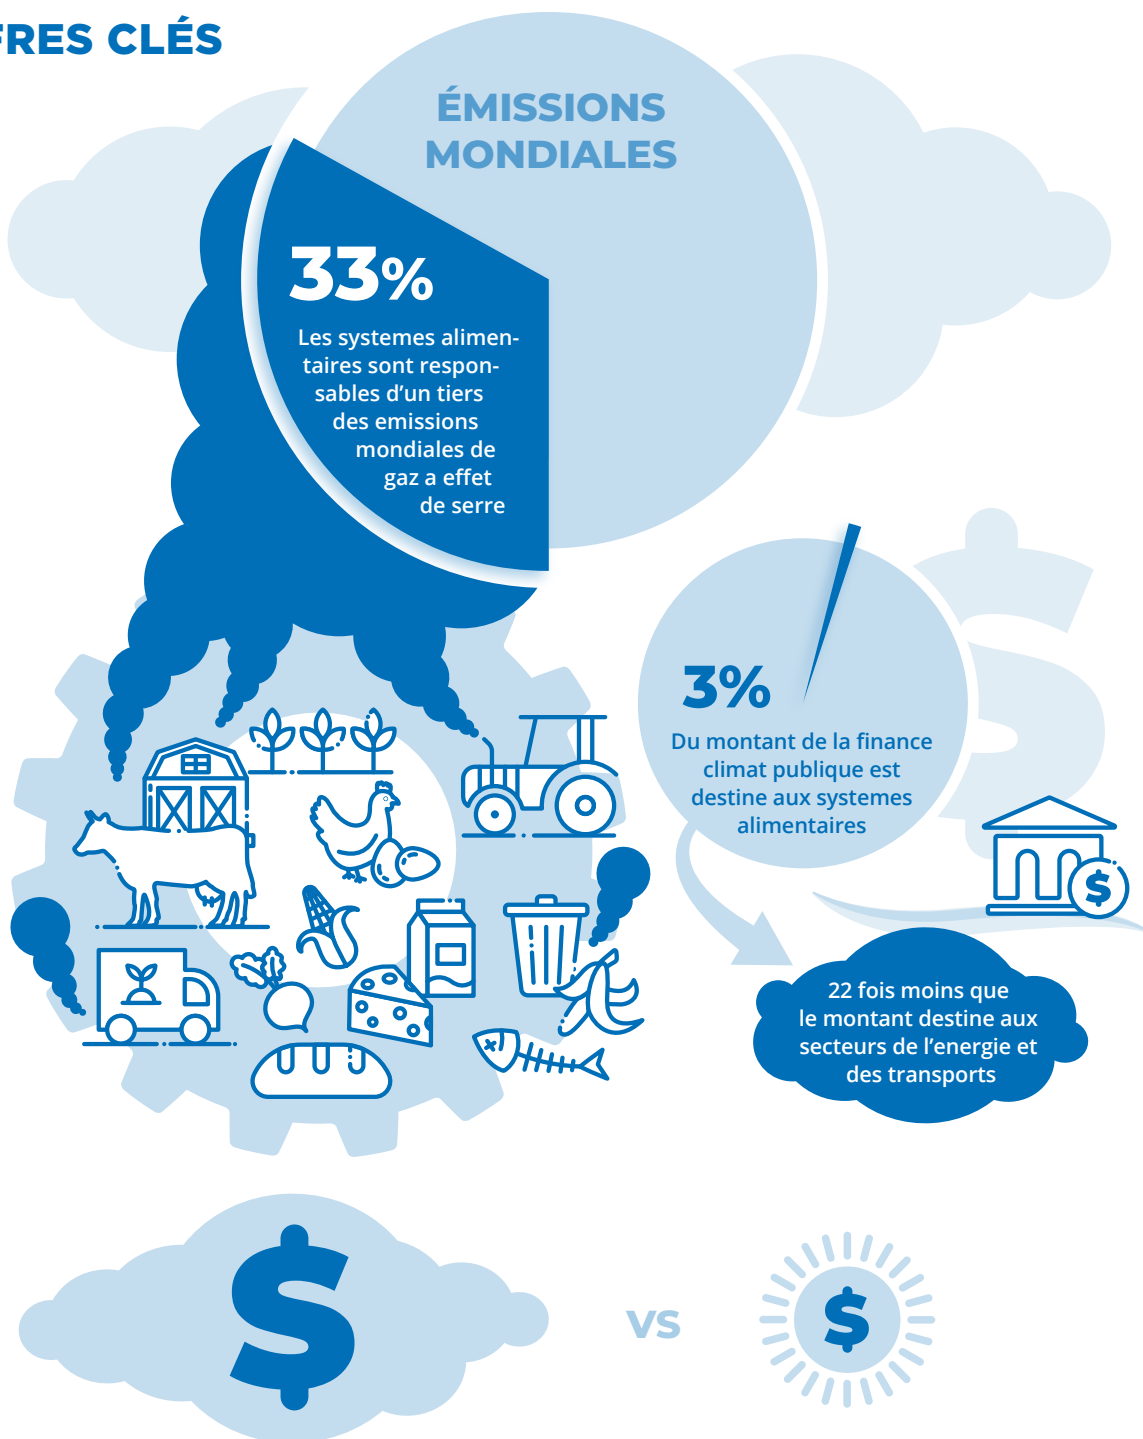 FRES CLÉS
ÉMISSIONS
MONDIALES
33%
Les systemes alimen-
taires sont respon-
sables d’un tiers
des emissions
mondiales de
gaz a effet
de serre
3%
Du montant de la finance
climat publique est
destine aux systemes
alimentaires
$
22 fois moins que
le montant destine aux
secteurs de l’energie et
des transports
$
VS
$